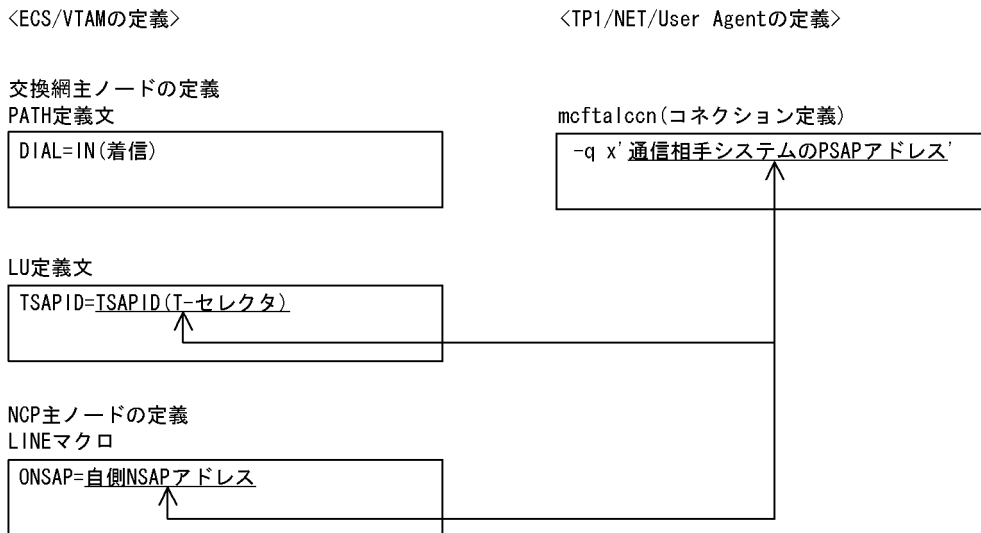 <ECS/VTAMの定義>
<TP1/NET/User Agentの定義>
交換網主ノードの定義
PATH定義文
DIAL=IN(着信)
mcftalccn(コネクション定義)
-q x'通信相手システムのPSAPアドレス'
LU定義文
TSAPID=TSAPID(T-セレクタ)
NCP主ノードの定義
LINEマクロ
ONSAP=自側NSAPアドレス